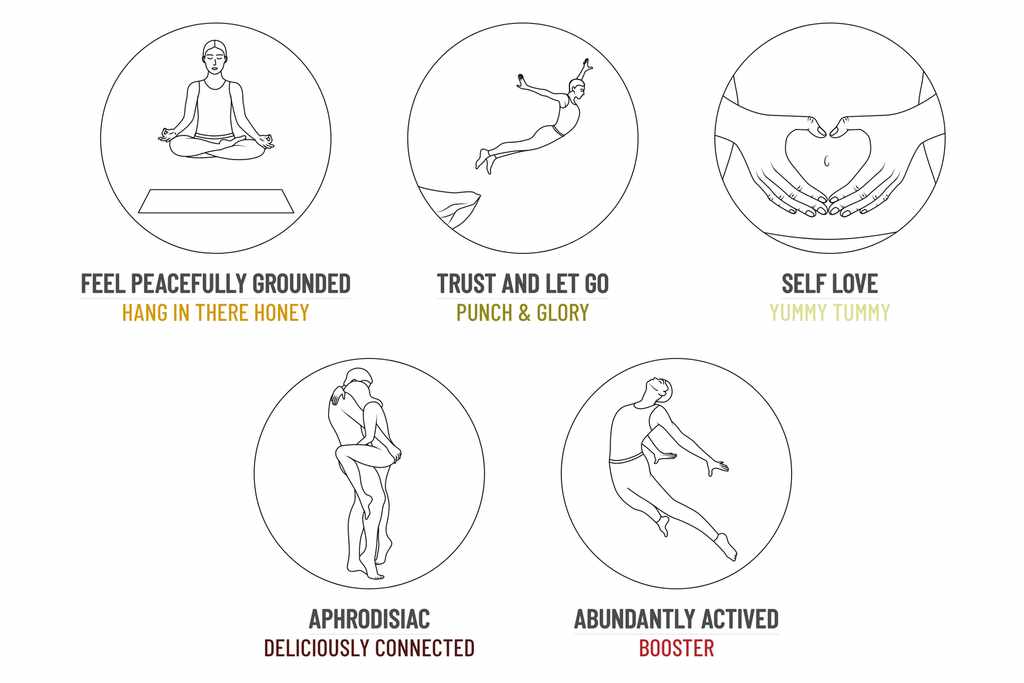 FEEL PEACEFULLY GROUNDED
HANG IN THERE HONEY
TRUST AND LET GO
PUNCH & GLORY
SELF LOVE
YUMMY TUMMY
APHRODISIAC
DELICIOUSLY CONNECTED
ABUNDANTLY ACTIVED
BOOSTER